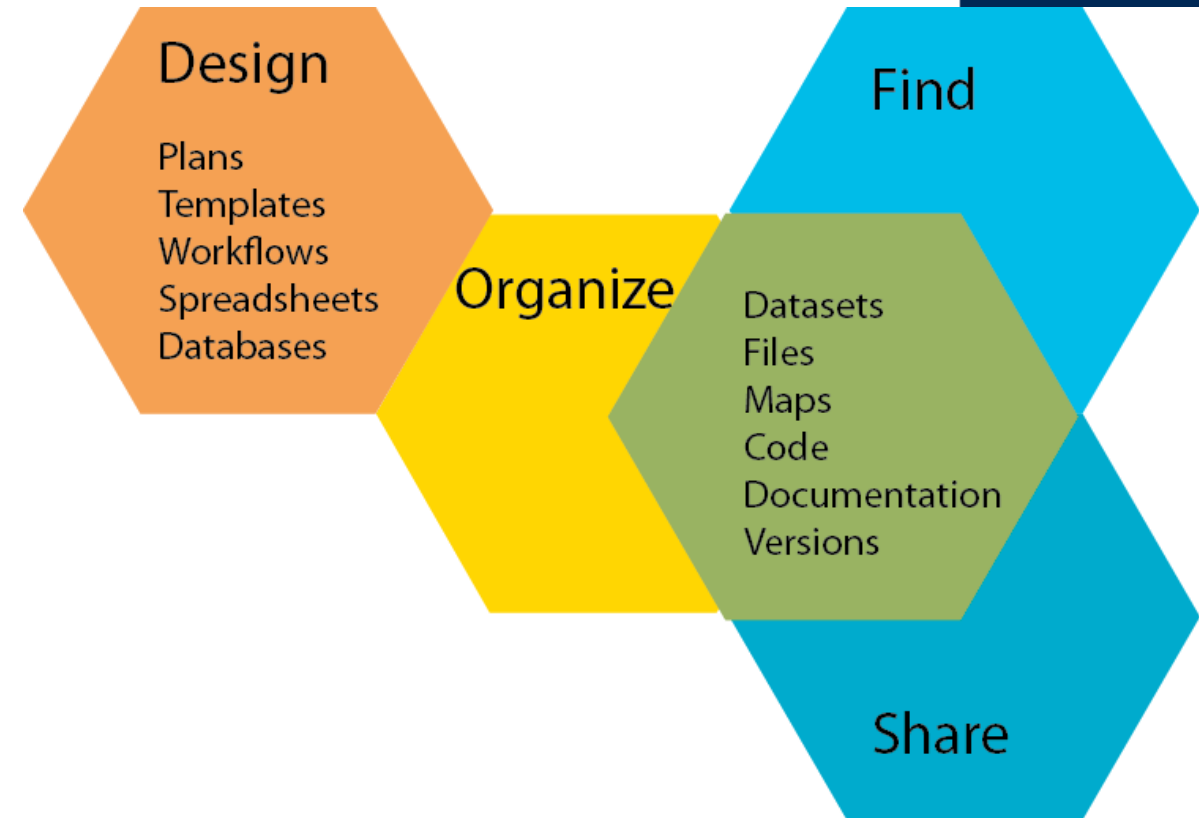 Design
Plans
Templates
Workflows
Spreadsheets
Databases
Organize
Find
Datasets
Files
Maps
Code
Documentation
Versions
Share